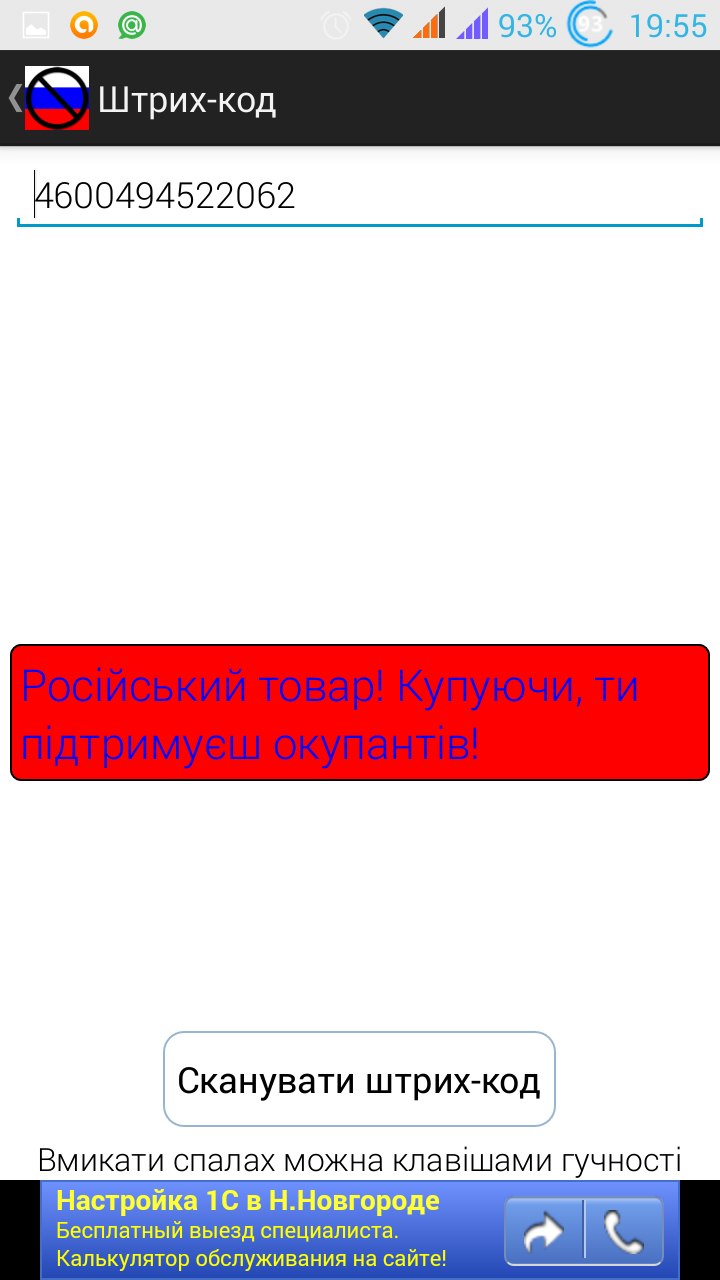 93% 93 19:55
Штрих-код
4600494522062
Російський товар! Купуючи, ти
підтримуєш окупантів!
Сканувати штрих-код
Вмикати спалах можна клавішами гучності
Настройка 1С в Н.Новгороде
Бесплатный выезд специалиста.
Калькулятор обслуживания на сайте!